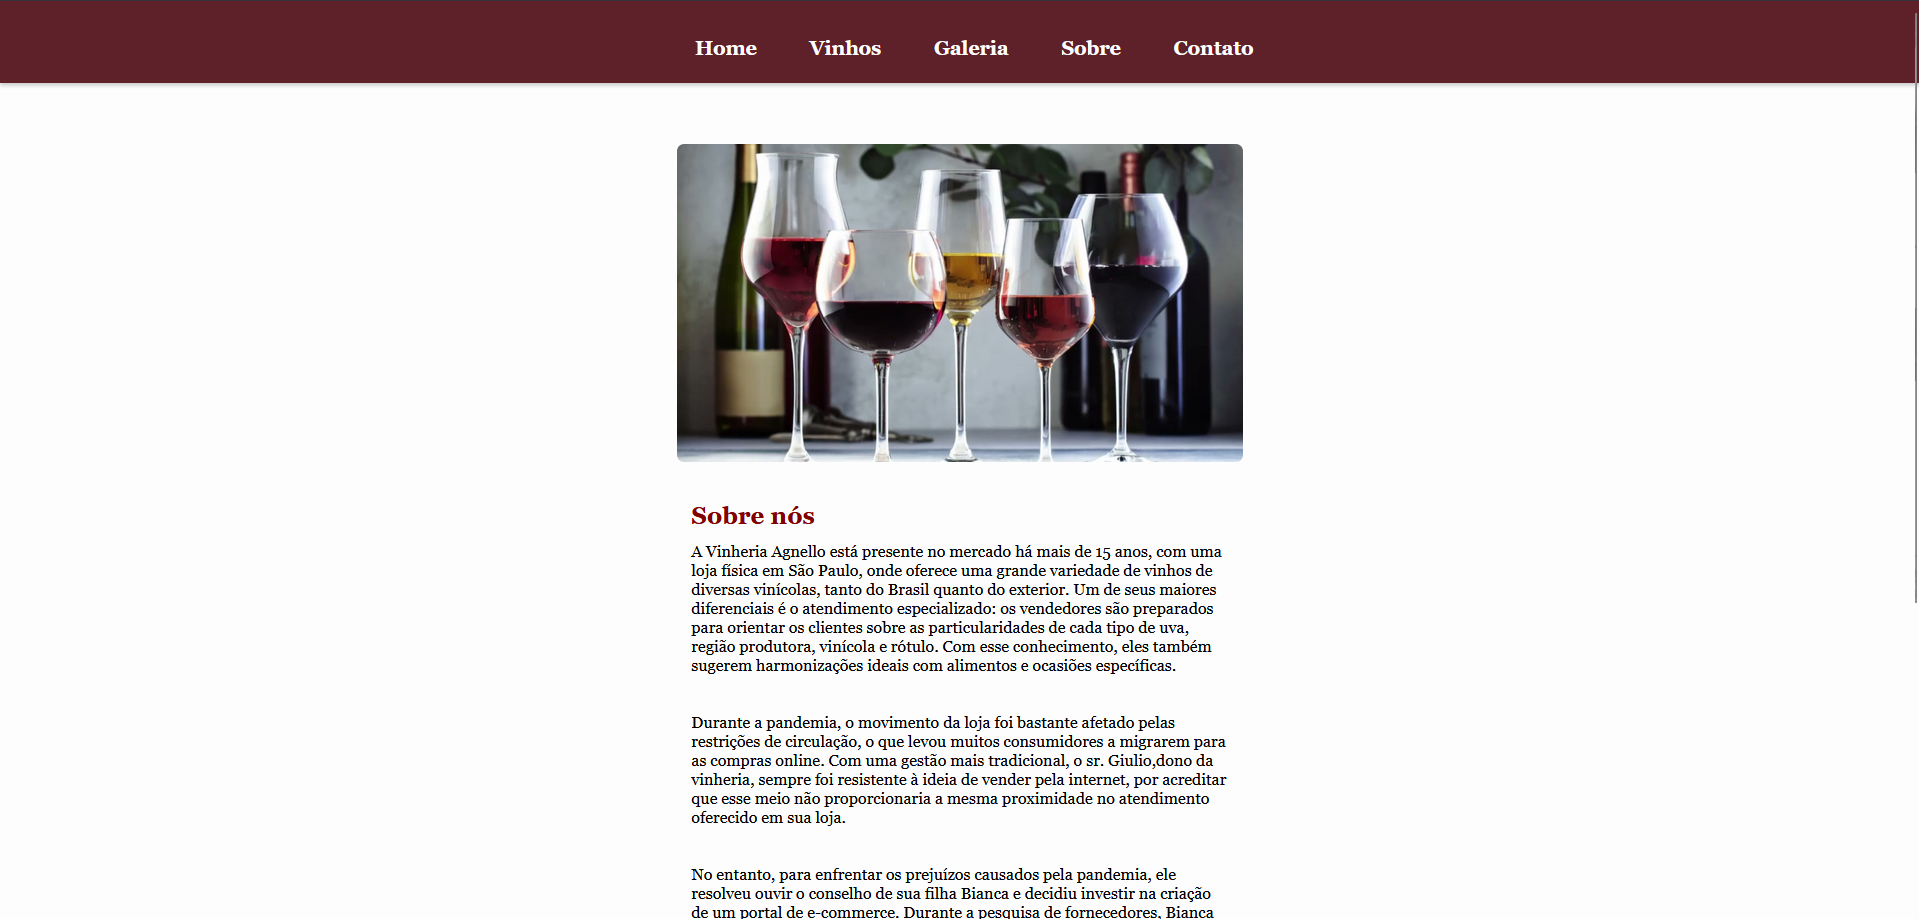 Home Vinhos Galeria Sobre Contato
Sobre nós
A Vinheria Agnello está presente no mercado há mais de 15 anos, com uma
loja física em São Paulo, onde oferece uma grande variedade de vinhos de
diversas vinícolas, tanto do Brasil quanto do exterior. Um de seus maiores
diferenciais é o atendimento especializado: os vendedores são preparados
para orientar os clientes sobre as particularidades de cada tipo de uva,
região produtora, vinícola e rótulo. Com esse conhecimento, eles também
sugerem harmonizações ideais com alimentos e ocasiões específicas.
Durante a pandemia, o movimento da loja foi bastante afetado pelas
restrições de circulação, o que levou muitos consumidores a migrarem para
as compras online. Com uma gestão mais tradicional, o sr. Giulio,dono da
vinheria, sempre foi resistente à ideia de vender pela internet, por acreditar
que esse meio não proporcionaria a mesma proximidade no atendimento
oferecido em sua loja.
No entanto, para enfrentar os prejuízos causados pela pandemia, ele
resolveu ouvir o conselho de sua filha Bianca e decidiu investir na criação
de um portal de e-commerce. Durante a pesquisa de fornecedores, Bianca